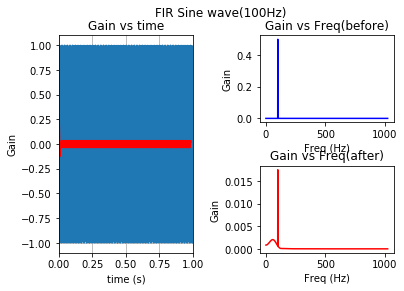 FIR Sine wave(100Hz)
Gain vs time
1.00
0.75
0.50
0.25
0.00
−0.25
−0.50
−0.75
−1.00
Gain
0.00 0.25 0.50 0.75 1.00
time (s)
Gain vs Freq(before)
0.4
0.2
0.0
Gain
0 500 1000
Freq (Hz)
Gain vs Freq(after)
0.015
0.010
0.005
0.000
Gain
0 500 1000
Freq (Hz)